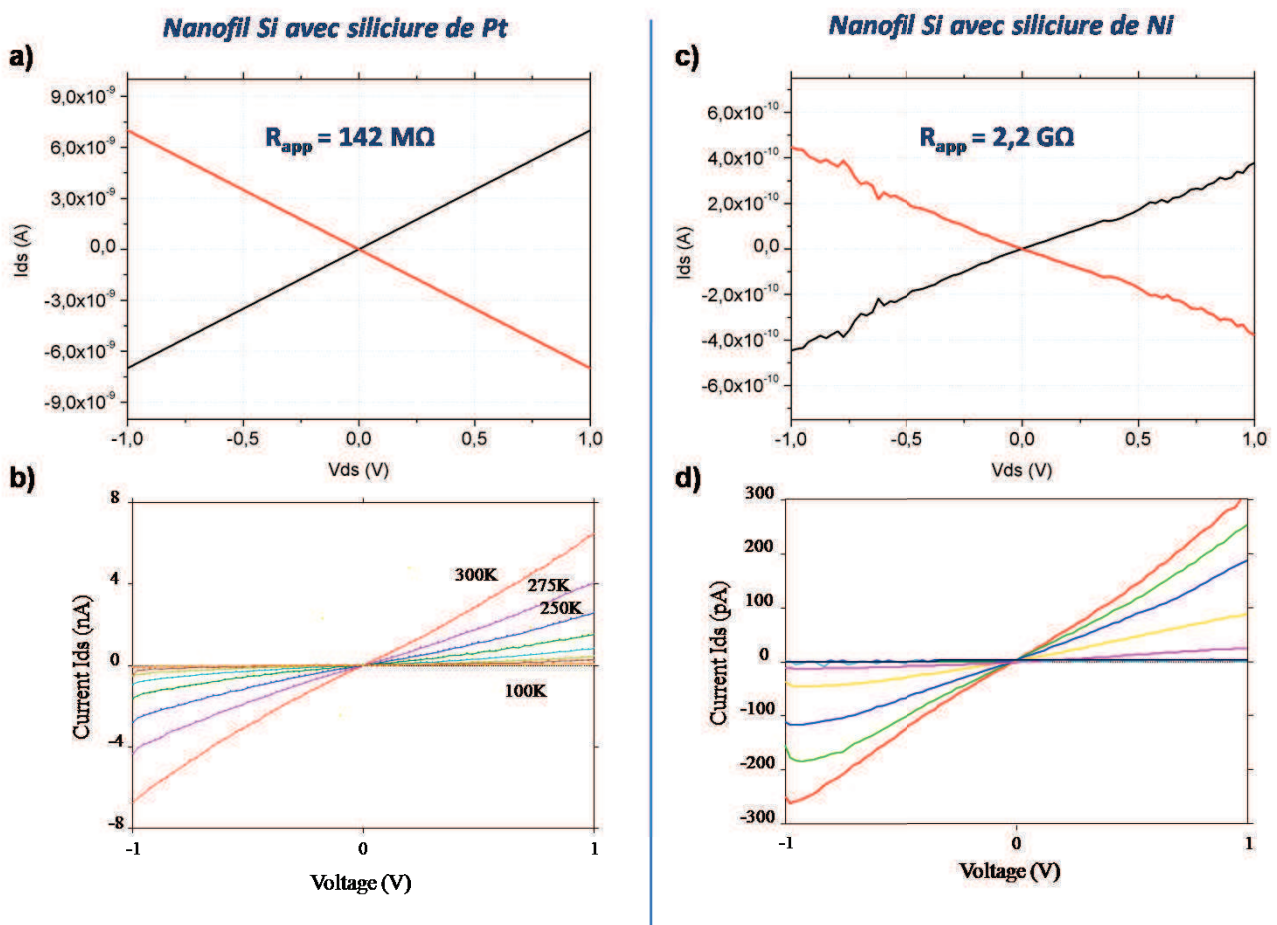 Nanofil Si avec siliciure de Pt
a)
9,0x10⁻⁹
6,0x10⁻⁹
3,0x10⁻⁹
0,0
-3,0x10⁻⁹
-6,0x10⁻⁹
-9,0x10⁻⁹
Ids (A)
R_app = 142 MΩ
-1,0 -0,5 0,0 0,5 1,0
Vds (V)
b)
8
4
0
-4
-8
Current Ids (nA)
300K
275K
250K
100K
-1 0 1
Voltage (V)
Nanofil Si avec siliciure de Ni
c)
6,0x10⁻¹⁰
4,0x10⁻¹⁰
2,0x10⁻¹⁰
0,0
-2,0x10⁻¹⁰
-4,0x10⁻¹⁰
-6,0x10⁻¹⁰
Ids (A)
R_app = 2,2 GΩ
-1,0 -0,5 0,0 0,5 1,0
Vds (V)
d)
300
200
100
0
-100
-200
-300
Current Ids (pA)
-1 0 1
Voltage (V)